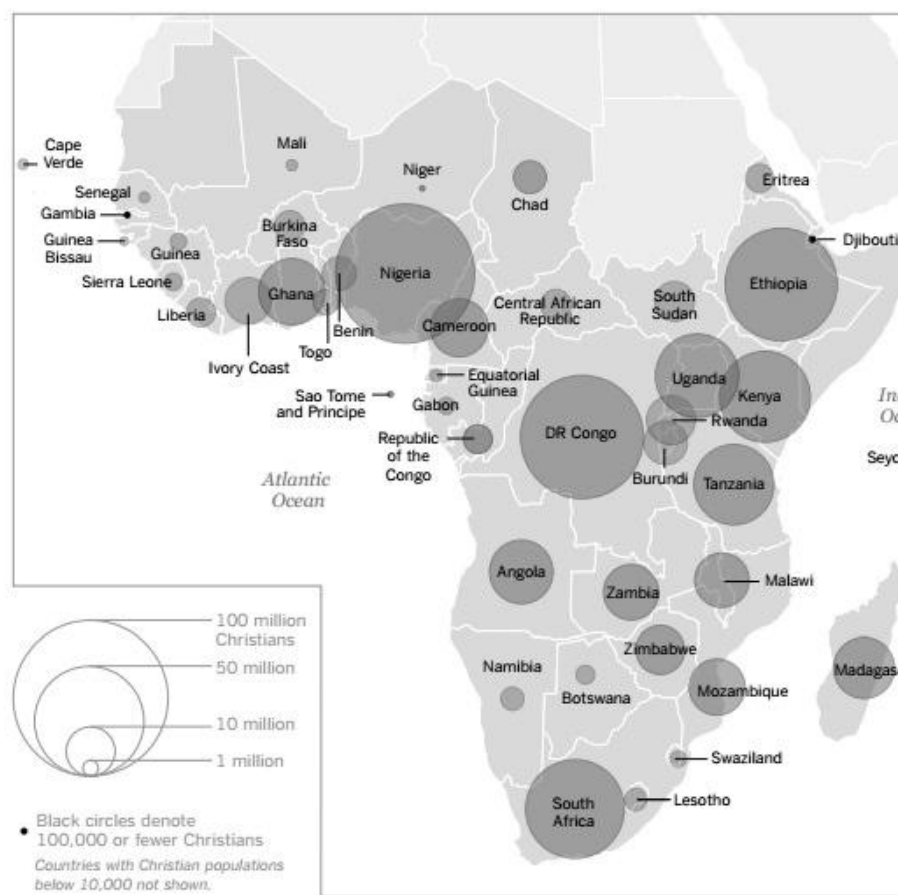 Cape
Verde
Mali
Niger
Senegal
Chad
Eritrea
Gambia
Burkina
Faso
Djibouti
Guinea
Bissau
Guinea
Nigeria
Ethiopia
Sierra Leone
Ghana
Central African
Republic
South
Sudan
Liberia
Cameroon
Benin
Togo
Ivory Coast
Equatorial
Guinea
Uganda
Kenya
Sao Tome
and Principe
Gabon
Rwanda
DR Congo
Republic
of the
Congo
Burundi
Tanzania
Seyc
In
Oc
Atlantic
Ocean
Angola
Zambia
Malawi
Zimbabwe
Madagas
Namibia
Botswana
Mozambique
Swaziland
South
Africa
Lesotho
100 million
Christians
50 million
10 million
1 million
Black circles denote
100,000 or fewer Christians
Countries with Christian populations
below 10,000 not shown.